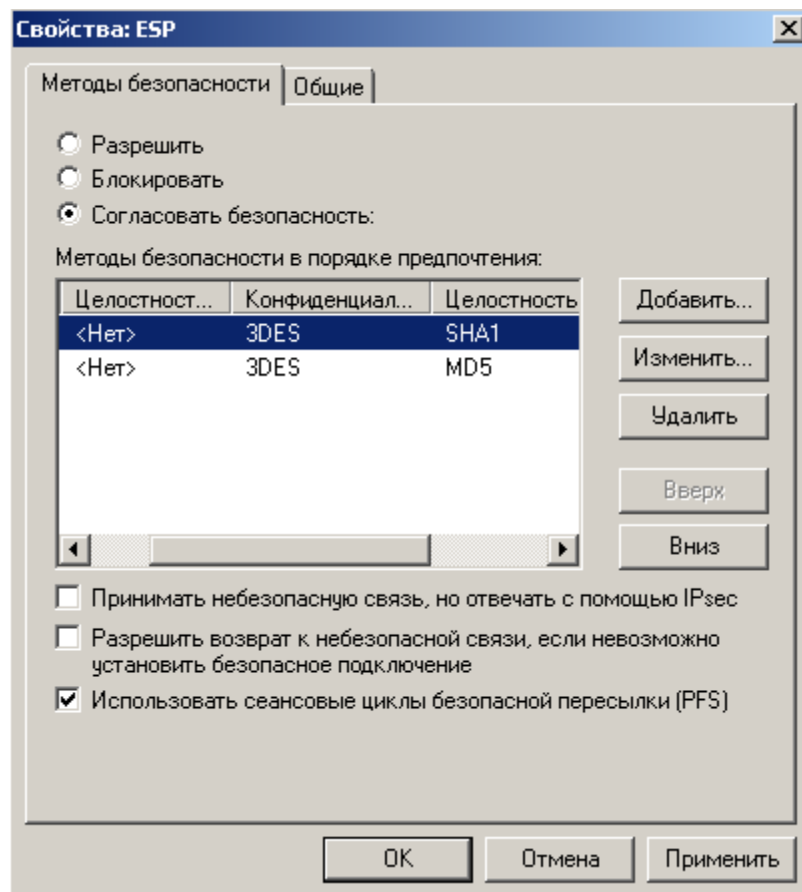 Свойства: ESP
Методы безопасности
Общие
Разрешить
Блокировать
Согласовать безопасность:
Методы безопасности в порядке предпочтения:
Целостност... Конфиденциал... Целостность
<Нет> 3DES SHA1
<Нет> 3DES MD5
Добавить...
Изменить...
Удалить
Вверх
Вниз
Принимать небезопасную связь, но отвечать с помощью IPsec
Разрешить возврат к небезопасной связи, если невозможно
установить безопасное подключение
Использовать сеансовые циклы безопасной пересылки (PFS)
OK Отмена Применить